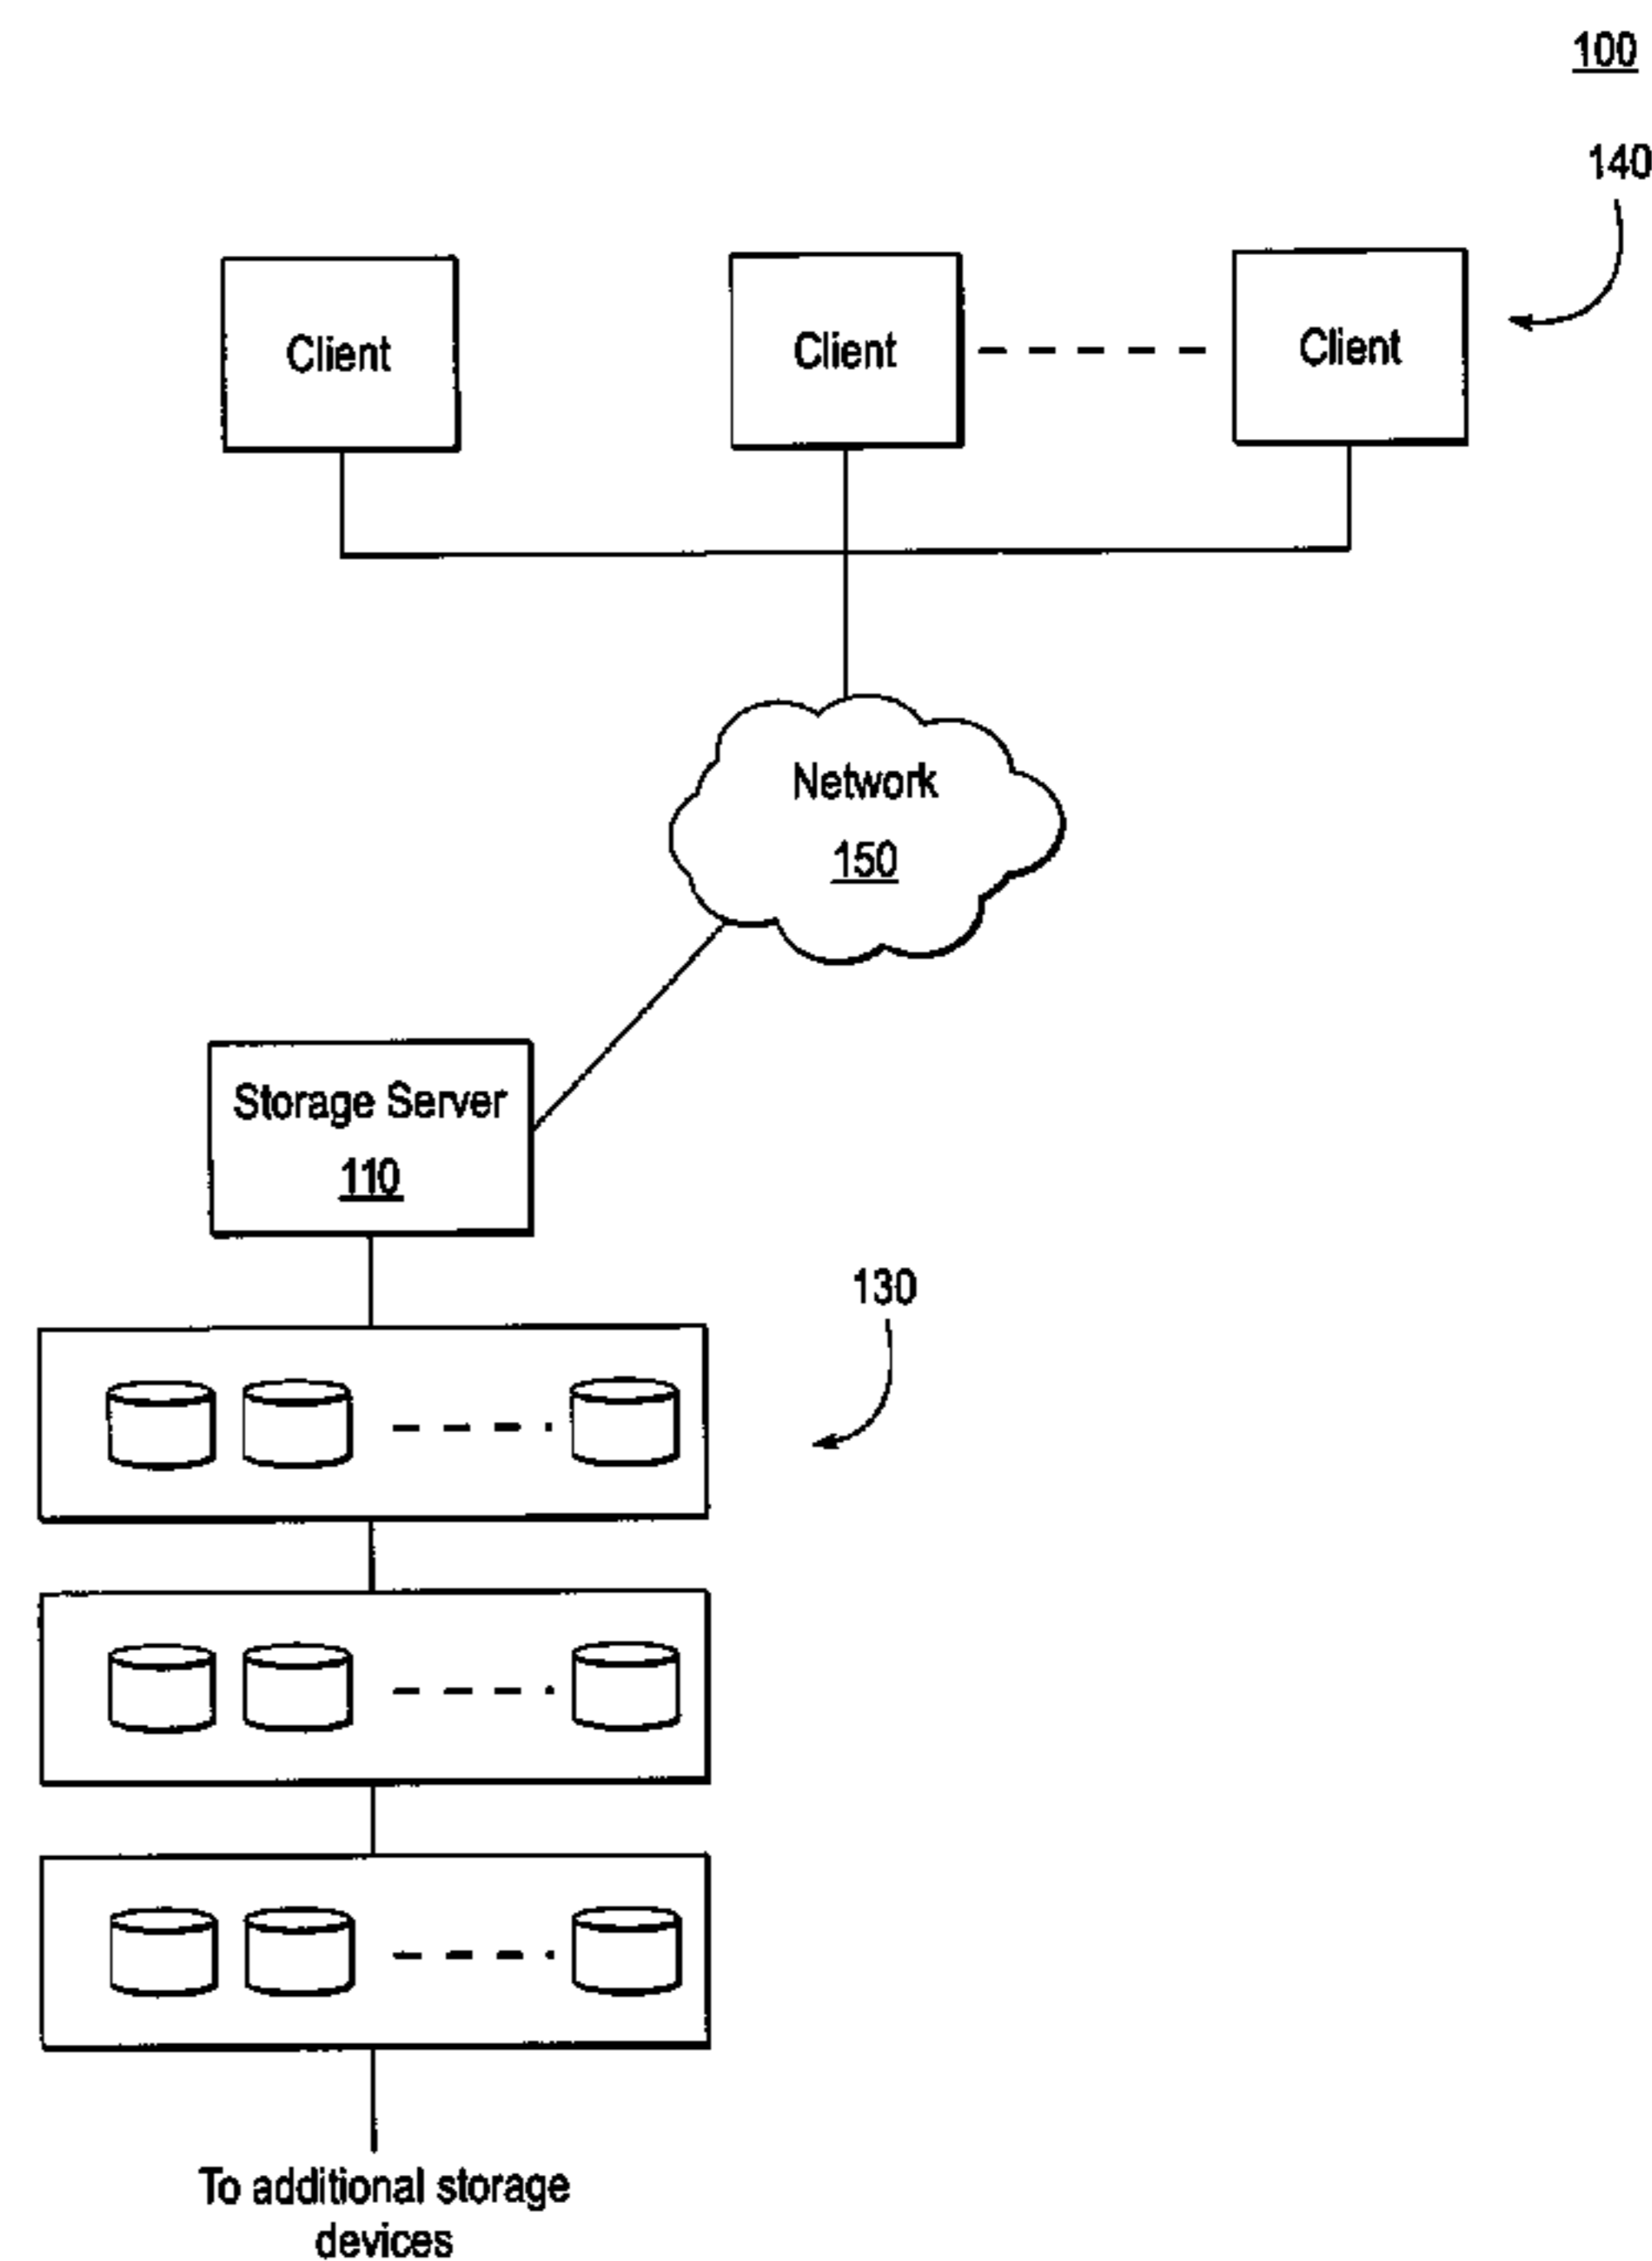 100
140
Client
Client
Client
Network
150
Storage Server
110
130
To additional storage
devices